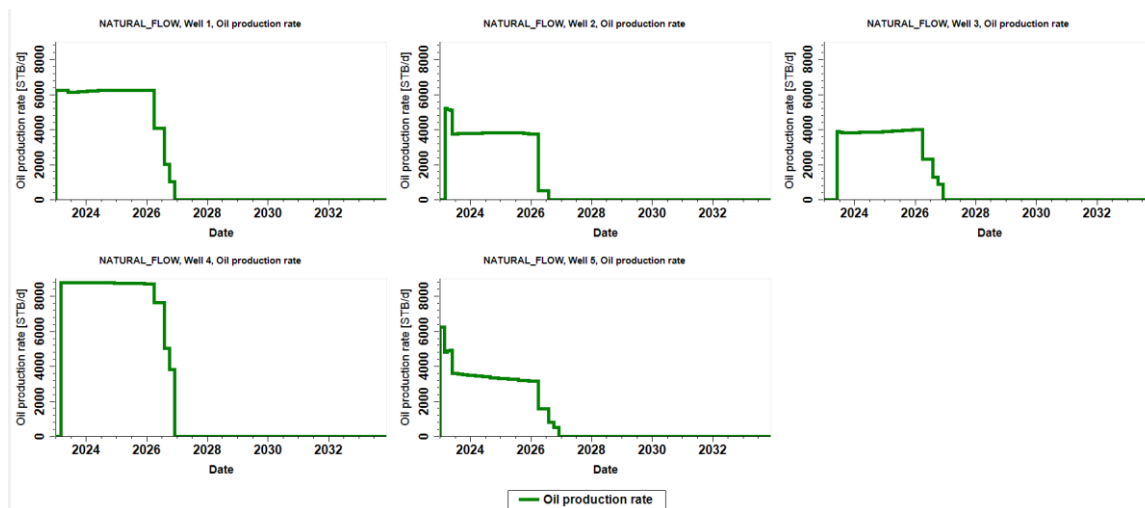 NATURAL_FLOW, Well 1, Oil production rate
Oil production rate [STB/d]
8000
6000
4000
2000
0
2024 2026 2028 2030 2032
Date
NATURAL_FLOW, Well 2, Oil production rate
Oil production rate [STB/d]
8000
6000
4000
2000
0
2024 2026 2028 2030 2032
Date
NATURAL_FLOW, Well 3, Oil production rate
Oil production rate [STB/d]
8000
6000
4000
2000
0
2024 2026 2028 2030 2032
Date
NATURAL_FLOW, Well 4, Oil production rate
Oil production rate [STB/d]
8000
6000
4000
2000
0
2024 2026 2028 2030 2032
Date
NATURAL_FLOW, Well 5, Oil production rate
Oil production rate [STB/d]
8000
6000
4000
2000
0
2024 2026 2028 2030 2032
Date
Oil production rate